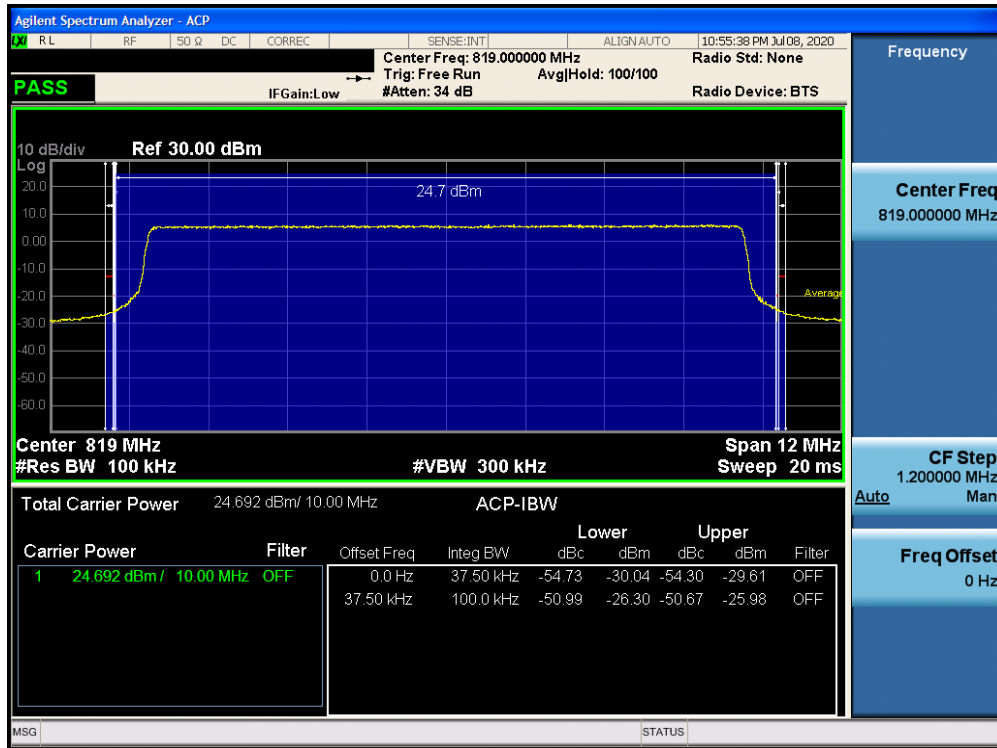 Agilent Spectrum Analyzer - ACP
LXI RL RF 50 Ω DC CORREC SENSE:INT ALIGN AUTO 10:55:38 PM Jul 08, 2020
Center Freq: 819.000000 MHz Radio Std: None
Trig: Free Run Avg|Hold: 100/100
PASS IFGain:Low #Atten: 34 dB Radio Device: BTS
Frequency
10 dB/div Ref 30.00 dBm
Log
20.0
24.7 dBm
10.0
0.00
-10.0
-20.0
Average
-30.0
-40.0
-50.0
-60.0
Center 819 MHz Span 12 MHz
#Res BW 100 kHz #VBW 300 kHz Sweep 20 ms
Total Carrier Power 24.692 dBm/ 10.00 MHz ACP-IBW
Lower Upper
Carrier Power Filter Offset Freq Integ BW dBc dBm dBc dBm Filter
1 24.692 dBm / 10.00 MHz OFF 0.0 Hz 37.50 kHz -54.73 -30.04 -54.30 -29.61 OFF
37.50 kHz 100.0 kHz -50.99 -26.30 -50.67 -25.98 OFF
Center Freq
819.000000 MHz
CF Step
1.200000 MHz
Auto Man
Freq Offset
0 Hz
MSG STATUS